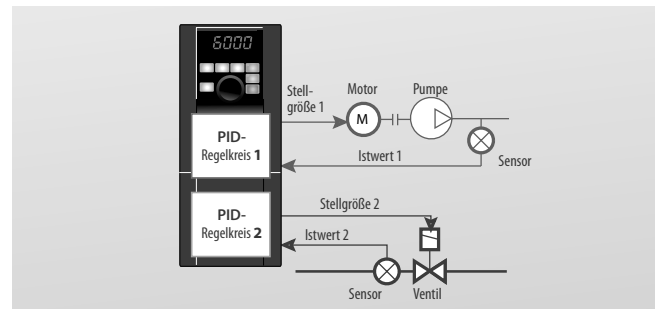 6000
Stell-
größe 1
Motor
Pumpe
M
PID-
Regelkreis 1
Istwert 1
Sensor
Stellgröße 2
PID-
Regelkreis 2
Istwert 2
Sensor
Ventil